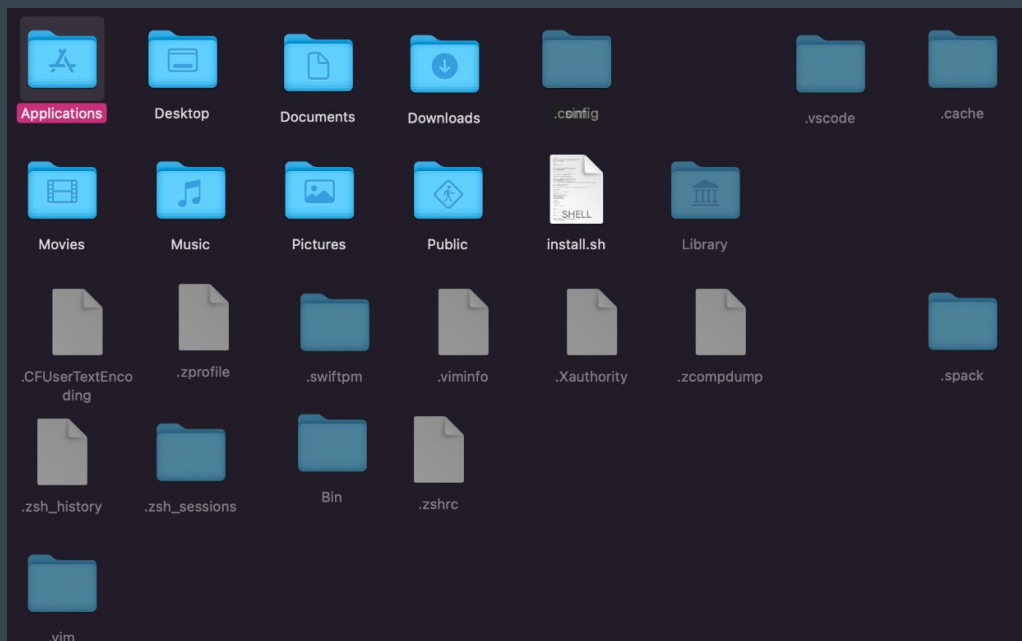 Applications
Desktop
Documents
Downloads
.vscode
.cache
Movies
Music
Pictures
Public
SHELL
install.sh
Library
.CFUserTextEnco
ding
.zprofile
.swiftpm
.viminfo
.Xauthority
.zcompdump
.spack
.zsh_history
.zsh_sessions
Bin
.zshrc
.vim